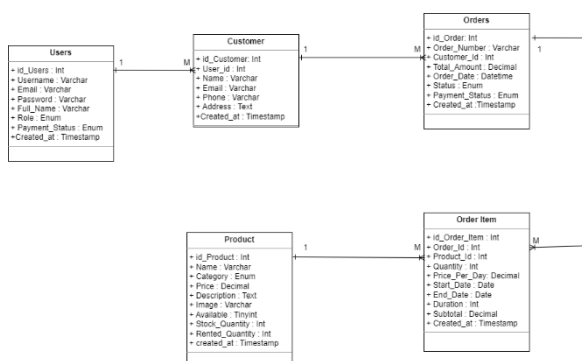 Users
+ id_Users : Int
+ Username : Varchar
+ Email : Varchar
+ Password : Varchar
+ Full_Name : Varchar
+ Role : Enum
+ Payment_Status : Enum
+Created_at : Timestamp
1
M
Customer
+ id_Customer: Int
+ User_id : Int
+ Name : Varchar
+ Email : Varchar
+ Phone : Varchar
+ Address : Text
+Created_at : Timestamp
1
M
Orders
+ id_Order: Int
+ Order_Number : Varchar
+ Customer_Id : Int
+ Total_Amount : Decimal
+ Order_Date : Datetime
+ Status : Enum
+ Payment_Status : Enum
+ Created_at :Timestamp
1
Product
+ id_Product : Int
+ Name : Varchar
+ Category : Enum
+ Price : Decimal
+ Description : Text
+ Image : Varchar
+ Available : Tinyint
+ Stock_Quantity : Int
+ Rented_Quantity : Int
+ created_at : Timestamp
1
M
Order Item
+ id_Order_Item : Int
+ Order_Id : Int
+ Product_Id : Int
+ Quantity : Int
+ Price_Per_Day: Decimal
+ Start_Date : Date
+ End_Date : Date
+ Duration : Int
+ Subtotal : Decimal
+ Created_at : Timestamp
M